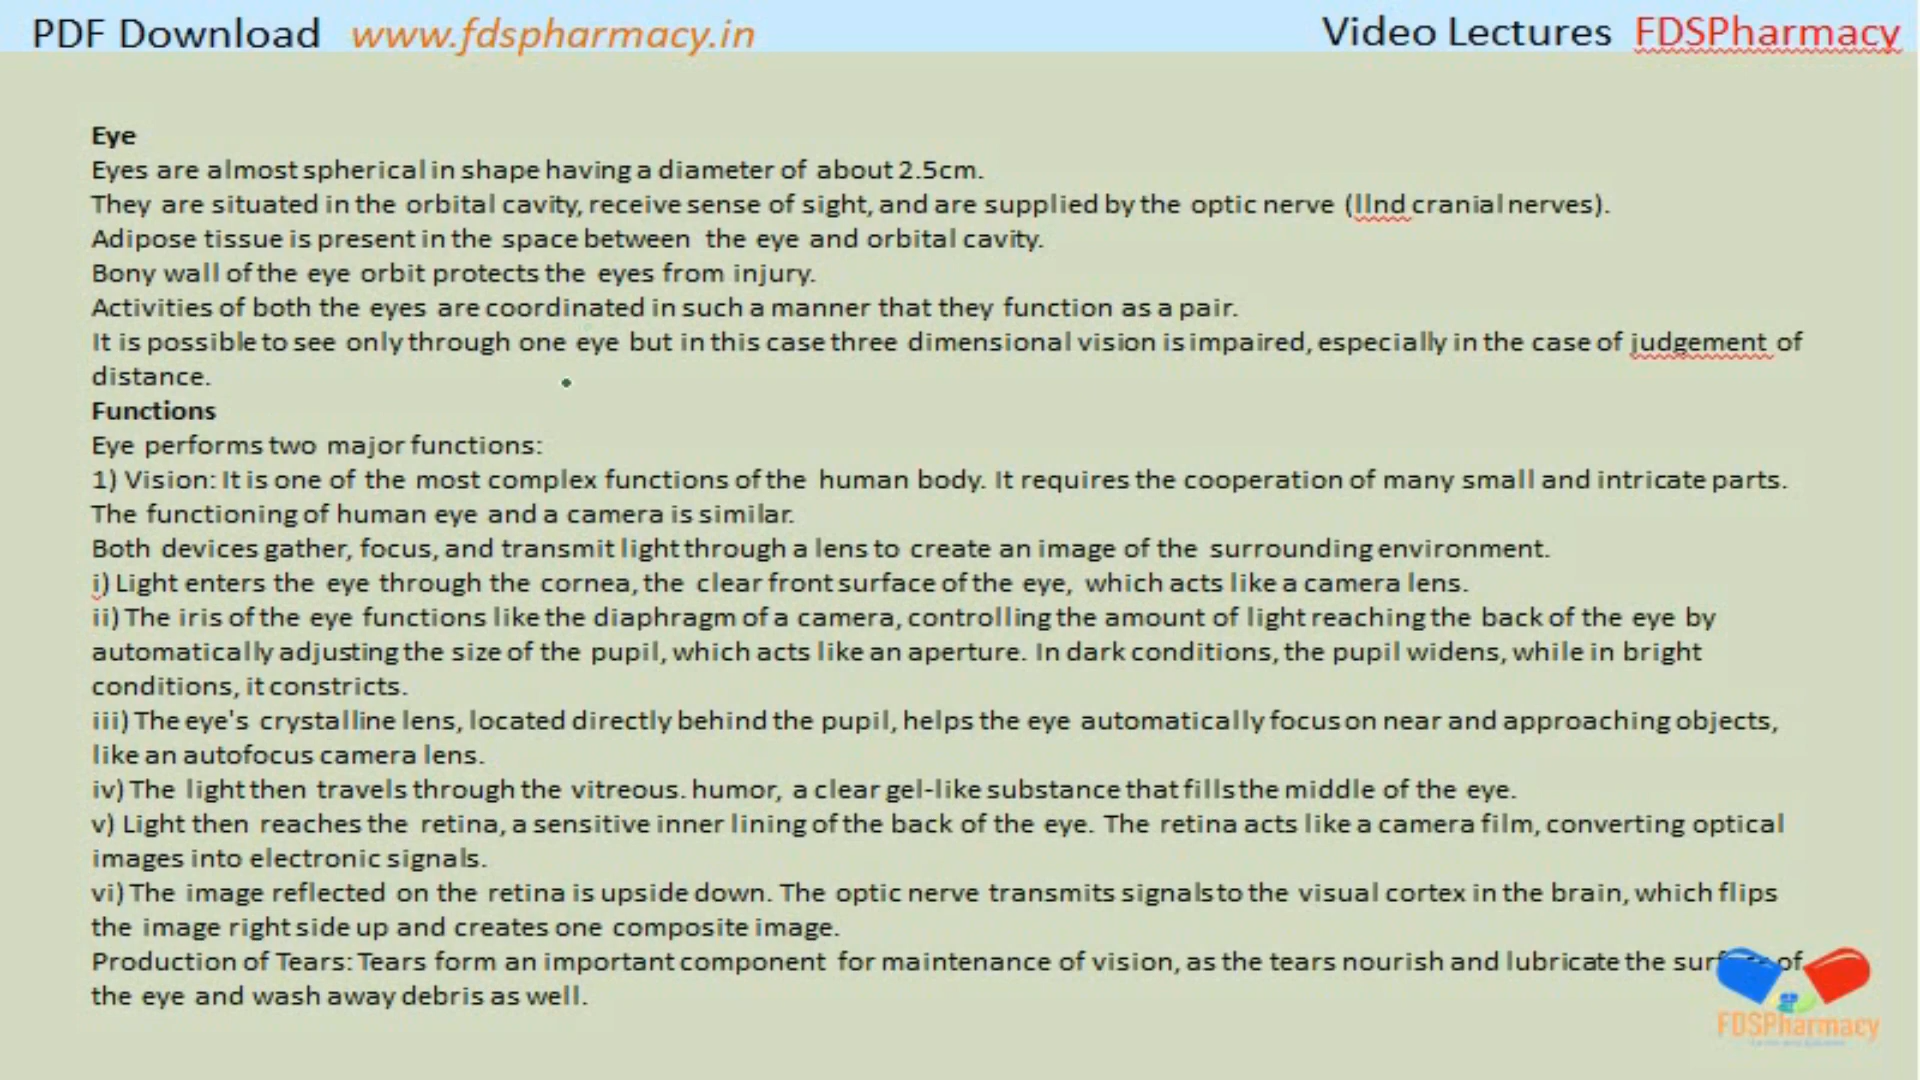 PDF Download www.fdspharmacy.in Video Lectures FDSPharmacy
Eye
Eyes are almost spherical in shape having a diameter of about 2.5cm.
They are situated in the orbital cavity, receive sense of sight, and are supplied by the optic nerve (llnd cranial nerves).
Adipose tissue is present in the space between the eye and orbital cavity.
Bony wall of the eye orbit protects the eyes from injury.
Activities of both the eyes are coordinated in such a manner that they function as a pair.
It is possible to see only through one eye but in this case three dimensional vision is impaired, especially in the case of judgement of
distance.
Functions
Eye performs two major functions:
1) Vision: It is one of the most complex functions of the human body. It requires the cooperation of many small and intricate parts.
The functioning of human eye and a camera is similar.
Both devices gather, focus, and transmit light through a lens to create an image of the surrounding environment.
i) Light enters the eye through the cornea, the clear front surface of the eye, which acts like a camera lens.
ii) The iris of the eye functions like the diaphragm of a camera, controlling the amount of light reaching the back of the eye by
automatically adjusting the size of the pupil, which acts like an aperture. In dark conditions, the pupil widens, while in bright
conditions, it constricts.
iii) The eye's crystalline lens, located directly behind the pupil, helps the eye automatically focus on near and approaching objects,
like an autofocus camera lens.
iv) The light then travels through the vitreous. humor, a clear gel-like substance that fills the middle of the eye.
v) Light then reaches the retina, a sensitive inner lining of the back of the eye. The retina acts like a camera film, converting optical
images into electronic signals.
vi) The image reflected on the retina is upside down. The optic nerve transmits signals to the visual cortex in the brain, which flips
the image right side up and creates one composite image.
Production of Tears: Tears form an important component for maintenance of vision, as the tears nourish and lubricate the surface of
the eye and wash away debris as well.
FDSPharmacy